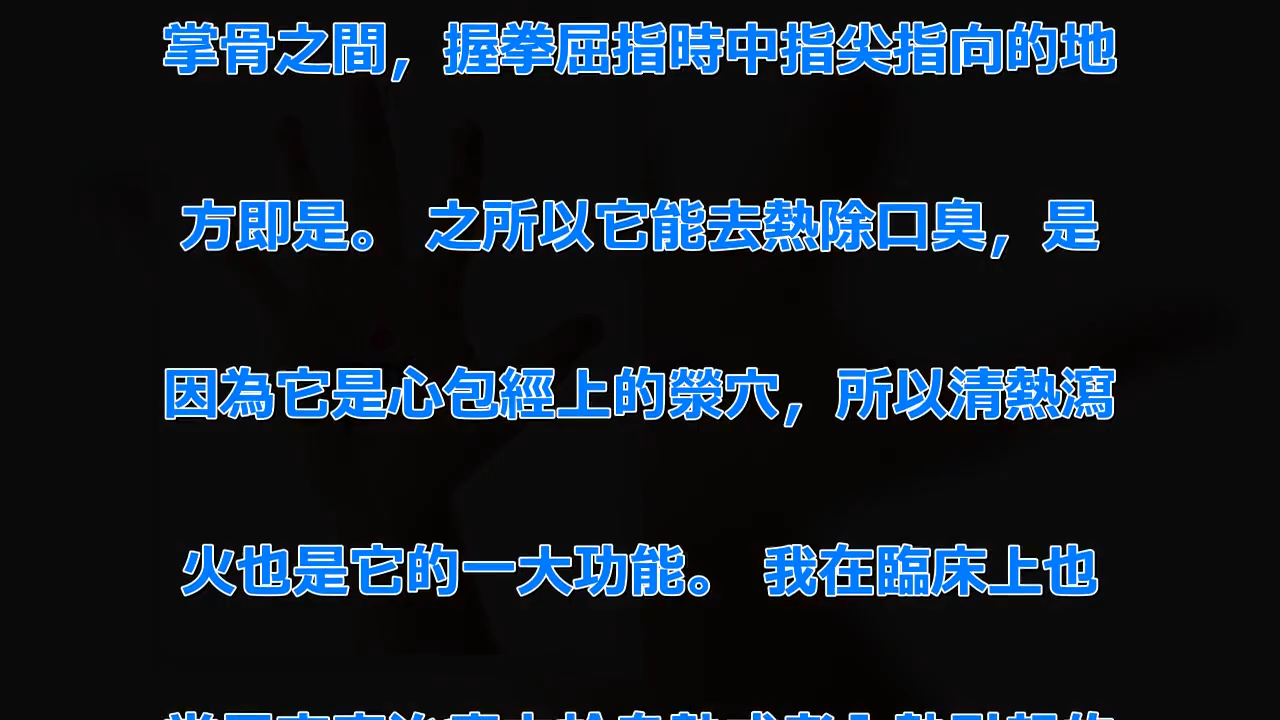 掌骨之間，握拳屈指時中指尖指向的地
方即是。 之所以它能去熱除口臭，是
因為它是心包經上的滎穴，所以清熱瀉
火也是它的一大功能。 我在臨床上也